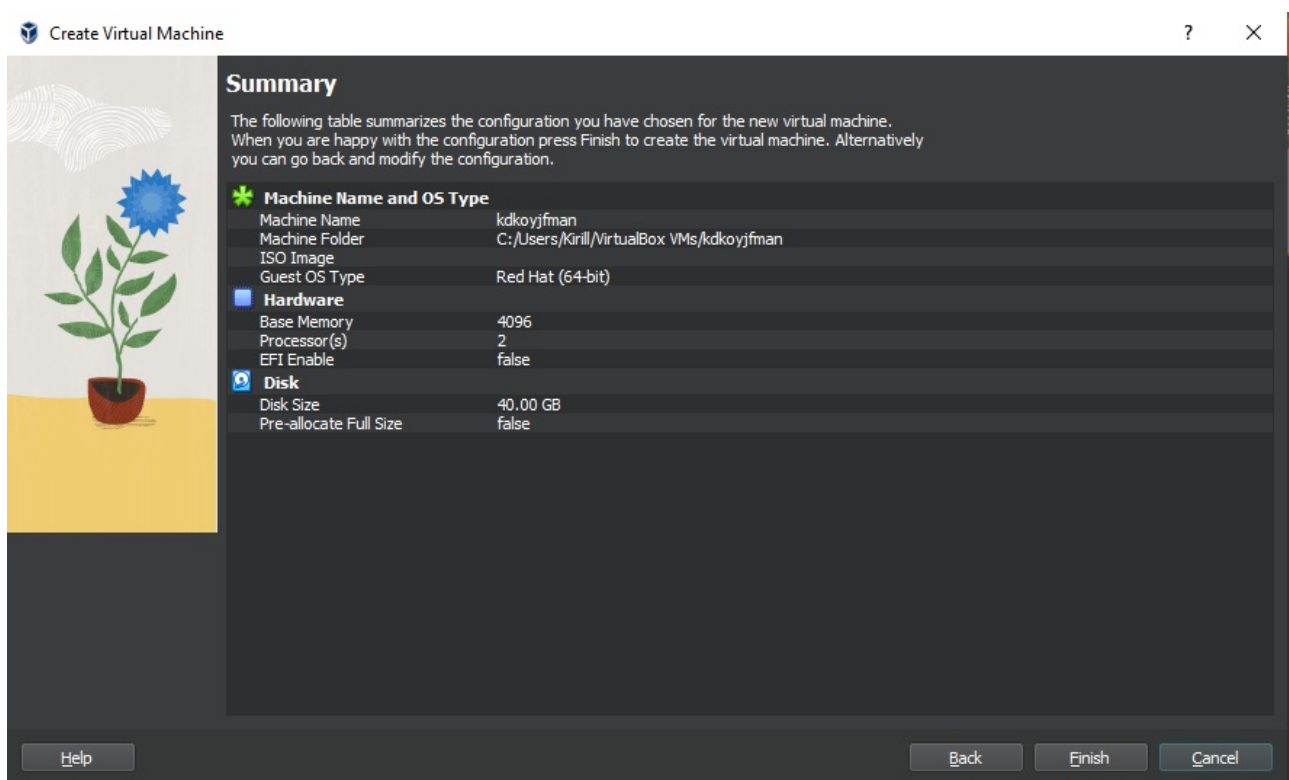 Create Virtual Machine
?
Summary
The following table summarizes the configuration you have chosen for the new virtual machine.
When you are happy with the configuration press Finish to create the virtual machine. Alternatively
you can go back and modify the configuration.
Machine Name and OS Type
Machine Name kdkoyjfman
Machine Folder C:/Users/Kirill/VirtualBox VMs/kdkoyjfman
ISO Image
Guest OS Type Red Hat (64-bit)
Hardware
Base Memory 4096
Processor(s) 2
EFI Enable false
Disk
Disk Size 40.00 GB
Pre-allocate Full Size false
Help Back Finish Cancel